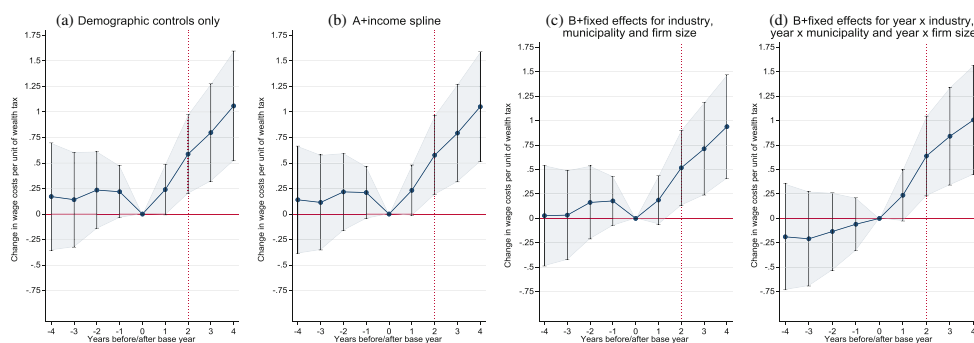 (a) Demographic controls only
Change in wage costs per unit of wealth tax
1.75
1.5
1.25
1
.75
.5
.25
0
-.25
-.5
-.75
-4 -3 -2 -1 0 1 2 3 4
Years before/after base year
(b) A+income spline
Change in wage costs per unit of wealth tax
1.75
1.5
1.25
1
.75
.5
.25
0
-.25
-.5
-.75
-4 -3 -2 -1 0 1 2 3 4
Years before/after base year
(c) B+fixed effects for industry,
municipality and firm size
Change in wage costs per unit of wealth tax
1.75
1.5
1.25
1
.75
.5
.25
0
-.25
-.5
-.75
-4 -3 -2 -1 0 1 2 3 4
Years before/after base year
(d) B+fixed effects for year x industry,
year x municipality and year x firm size
Change in wage costs per unit of wealth tax
1.75
1.5
1.25
1
.75
.5
.25
0
-.25
-.5
-.75
-4 -3 -2 -1 0 1 2 3 4
Years before/after base year